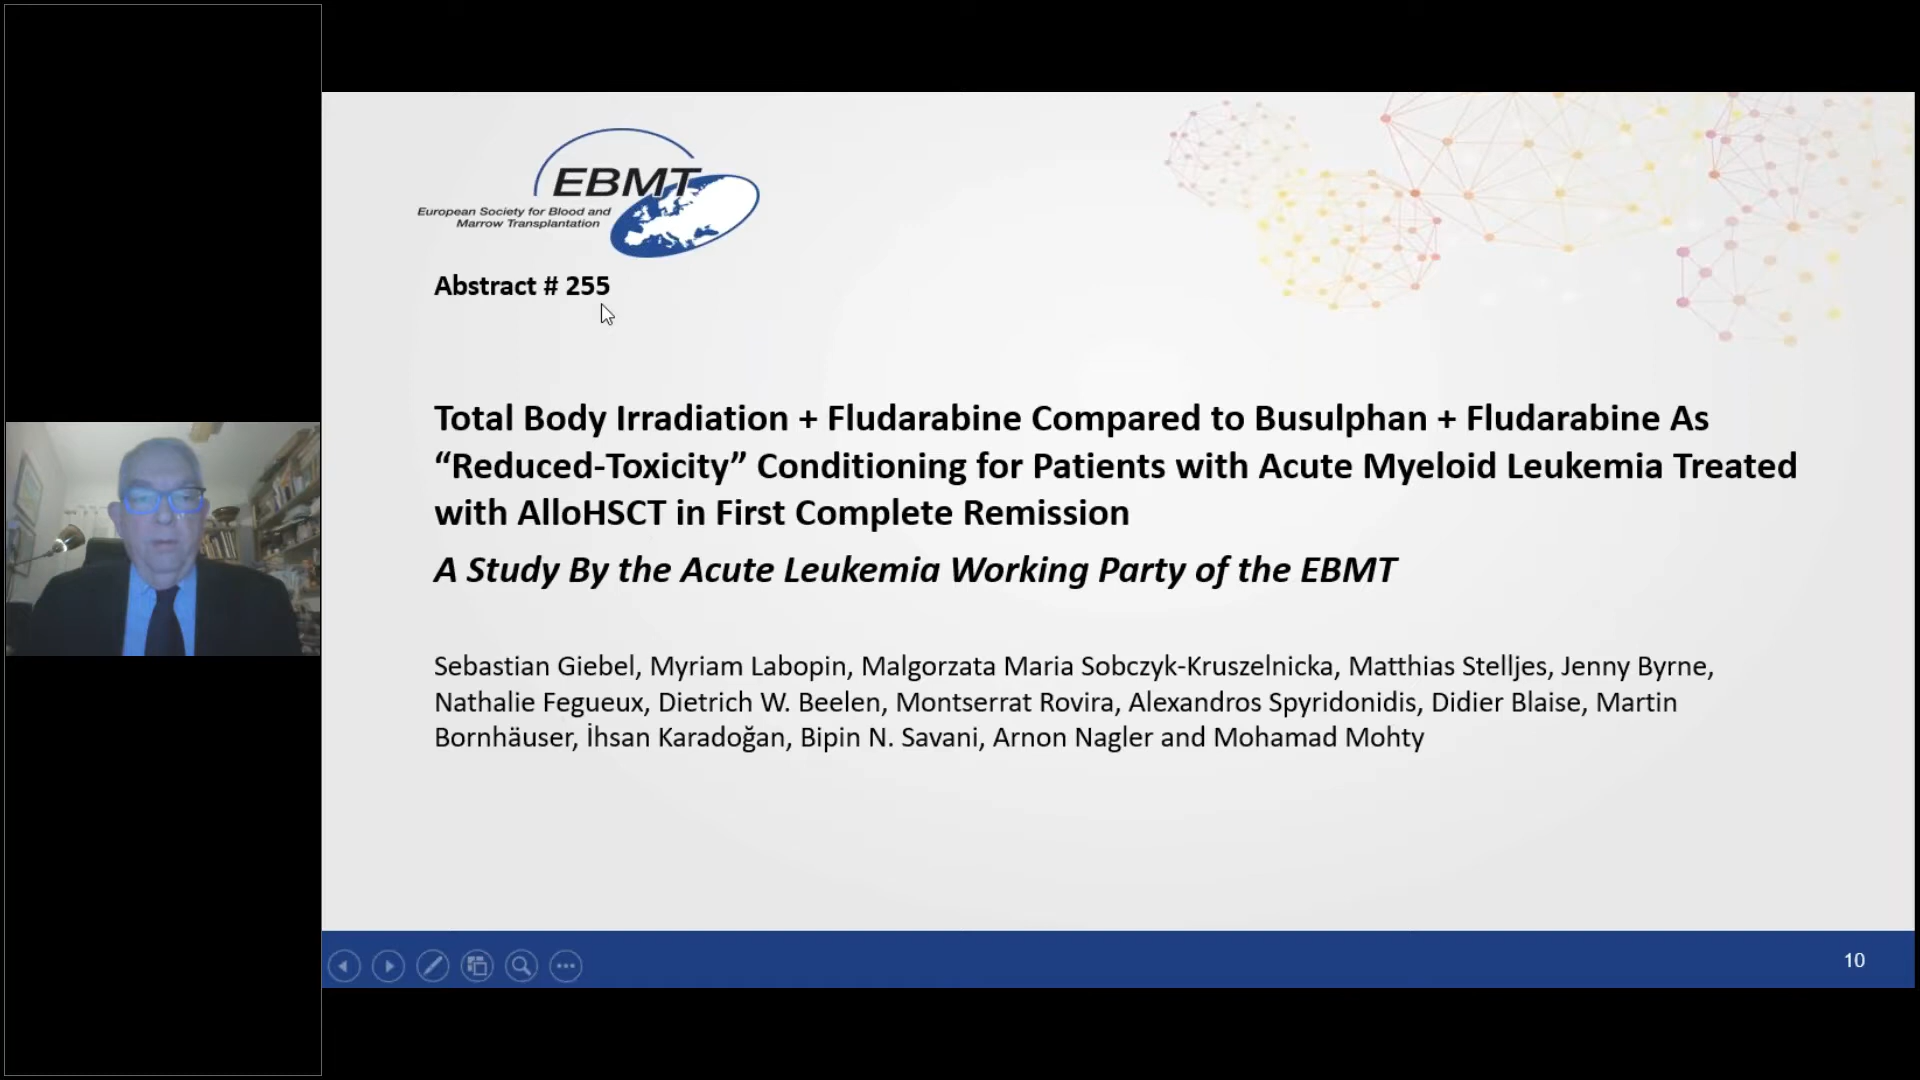 EBMT
European Society for Blood and
Marrow Transplantation
Abstract # 255
Total Body Irradiation + Fludarabine Compared to Busulphan + Fludarabine As
“Reduced-Toxicity” Conditioning for Patients with Acute Myeloid Leukemia Treated
with AlloHSCT in First Complete Remission
A Study By the Acute Leukemia Working Party of the EBMT
Sebastian Giebel, Myriam Labopin, Malgorzata Maria Sobczyk-Kruszelnicka, Matthias Stelljes, Jenny Byrne,
Nathalie Fegueux, Dietrich W. Beelen, Montserrat Rovira, Alexandros Spyridonidis, Didier Blaise, Martin
Bornhäuser, İhsan Karadoğan, Bipin N. Savani, Arnon Nagler and Mohamad Mohty
10